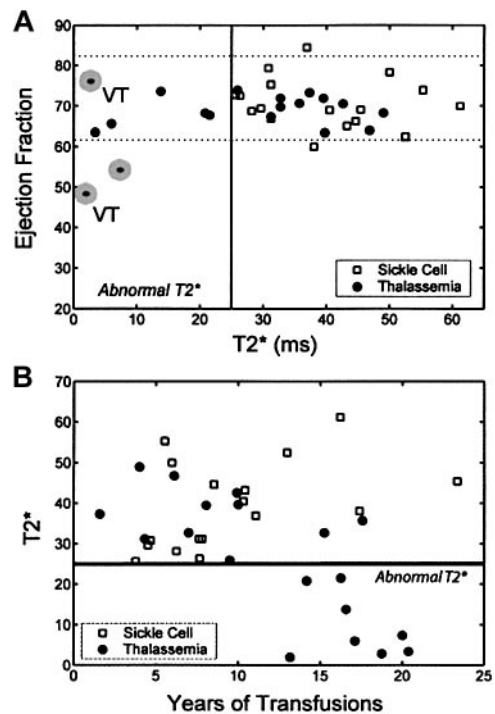 A
90
80
70
60
50
40
30
20
Ejection Fraction
VT
VT
Abnormal T2*
Sickle Cell
Thalassemia
0 10 20 30 40 50 60
T2* (ms)
B
70
60
50
40
30
20
10
0
T2*
Abnormal T2*
Sickle Cell
Thalassemia
0 5 10 15 20 25
Years of Transfusions